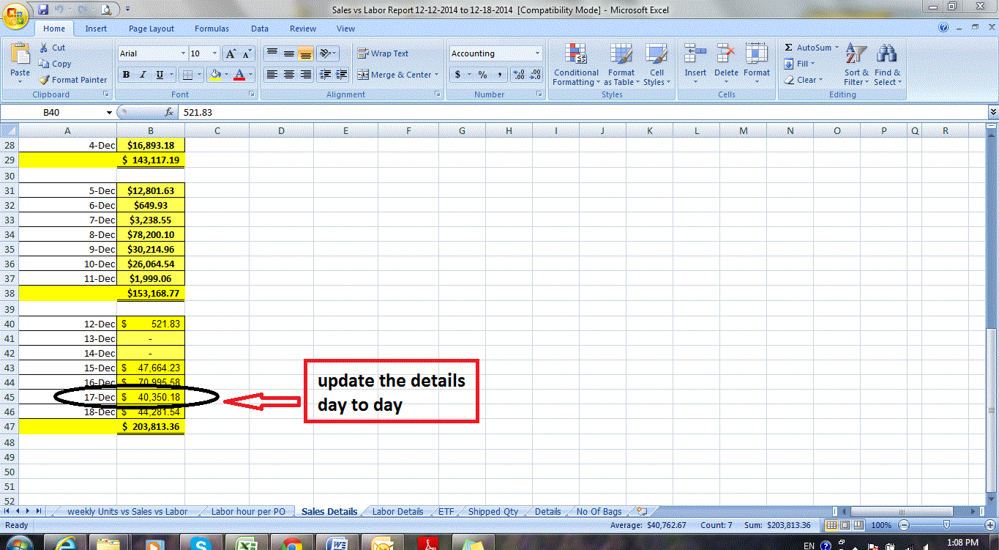 Sales vs Labor Report 12-12-2014 to 12-18-2014 [Compatibility Mode] - Microsoft Excel
Home Insert Page Layout Formulas Data Review View
Paste
Cut
Copy
Format Painter
Clipboard
Arial 10
B I U
Font
Wrap Text
Merge & Center
Alignment
Accounting
$ % ,
Number
Conditional Formatting
Format as Table
Cell Styles
Styles
Insert Delete Format
Cells
Σ AutoSum
Fill
Clear
Sort & Filter
Find & Select
Editing
B40 fx 521.83
A B C D E F G H I J K L M N O P Q R
28 4-Dec $16,893.18
29 $ 143,117.19
30
31 5-Dec $12,801.63
32 6-Dec $649.93
33 7-Dec $3,238.55
34 8-Dec $78,200.10
35 9-Dec $30,214.96
36 10-Dec $26,064.54
37 11-Dec $1,999.06
38 $153,168.77
39
40 12-Dec $ 521.83
41 13-Dec -
42 14-Dec -
43 15-Dec $ 47,664.23
44 16-Dec $ 70,995.58
45 17-Dec $ 40,350.18
46 18-Dec $ 44,281.54
47 $ 203,813.36
48
49
50
51
52
update the details
day to day
weekly Units vs Sales vs Labor Labor hour per PO Sales Details Labor Details ETF Shipped Qty Details No Of Bags
Ready Average: $40,762.67 Count: 7 Sum: $203,813.36 100%
EN 1:08 PM